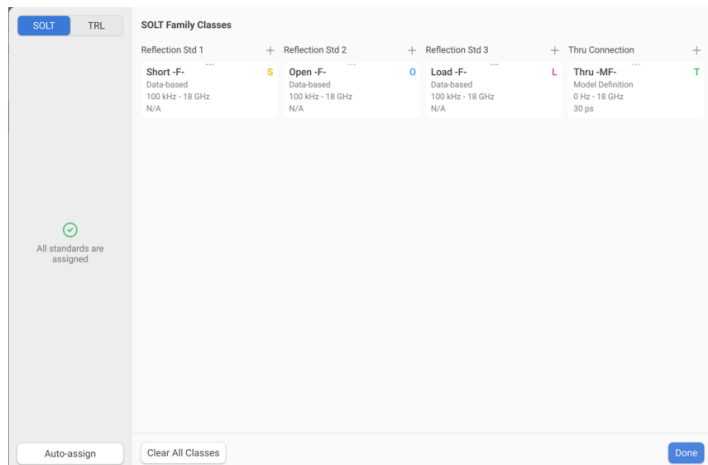 SOLT TRL
SOLT Family Classes
Reflection Std 1 + Reflection Std 2 + Reflection Std 3 + Thru Connection +
Short -F- ... S
Data-based
100 kHz - 18 GHz
N/A
Open -F- ... O
Data-based
100 kHz - 18 GHz
N/A
Load -F- ... L
Data-based
100 kHz - 18 GHz
N/A
Thru -MF- ... T
Model Definition
0 Hz - 18 GHz
30 ps
All standards are
assigned
Auto-assign
Clear All Classes
Done